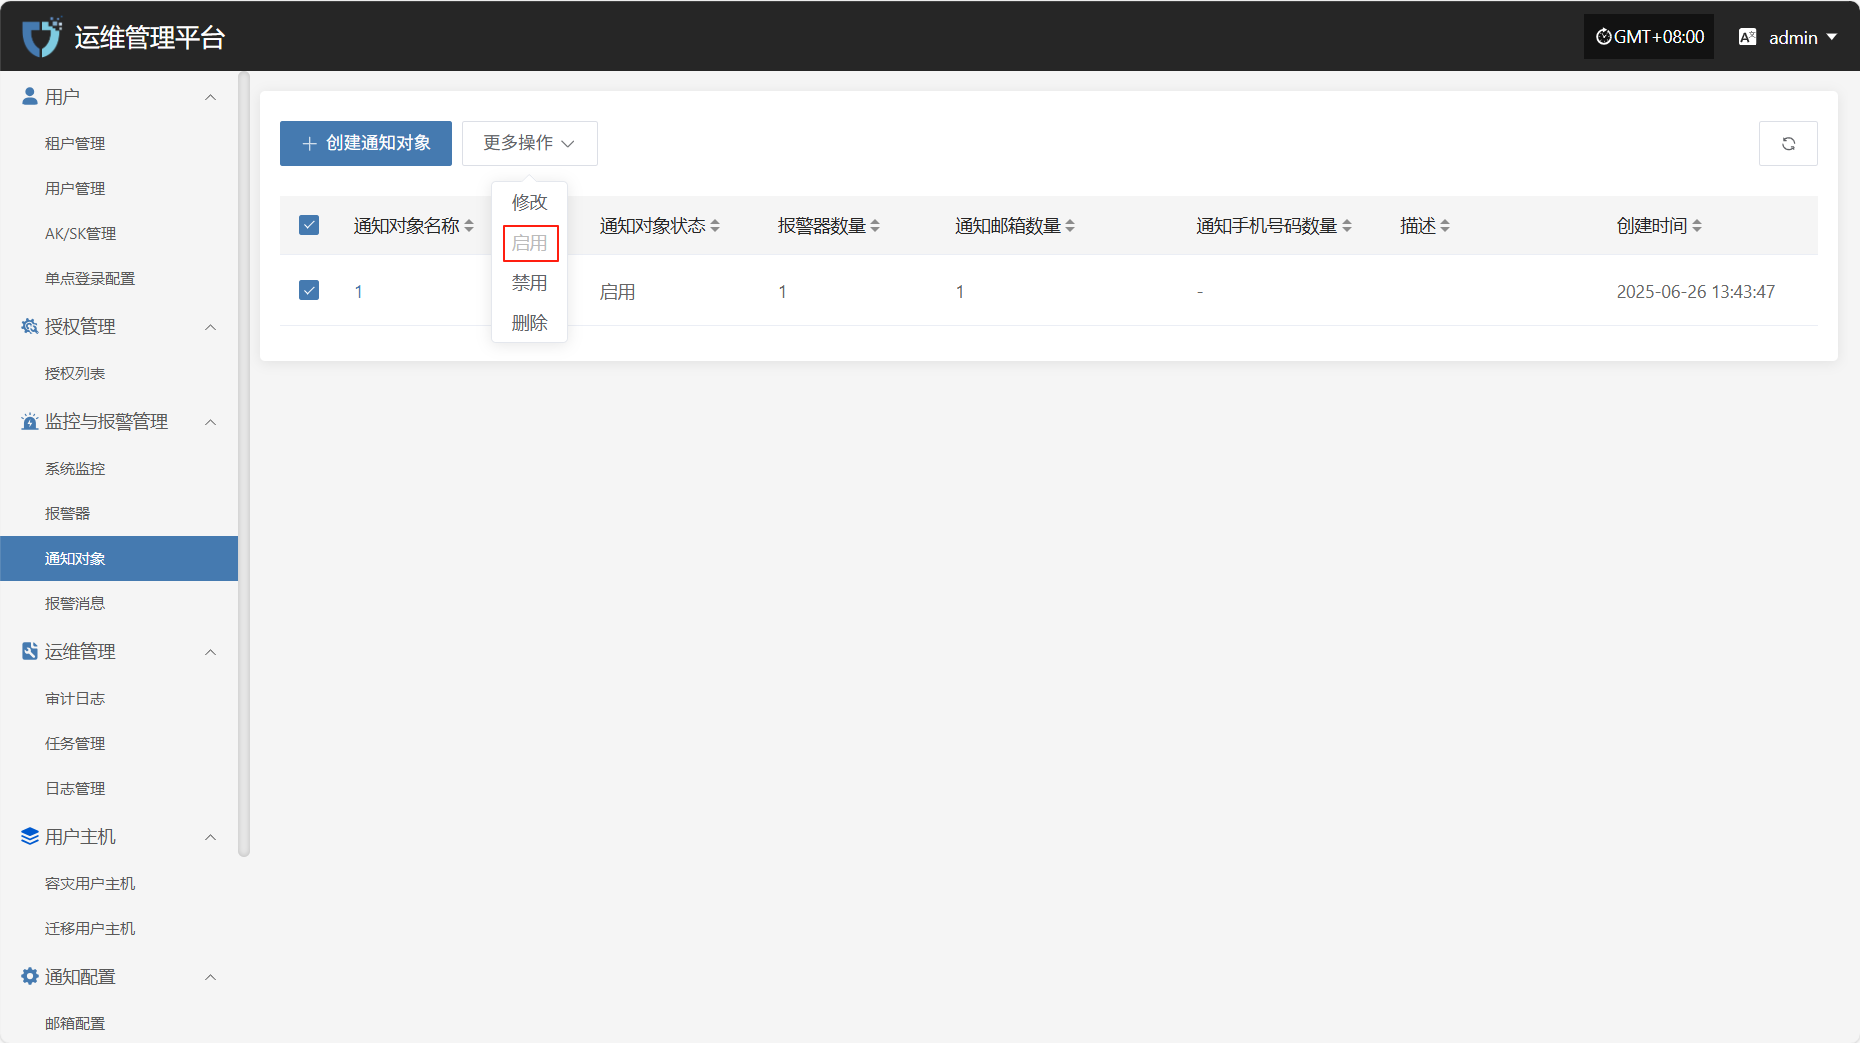 运维管理平台
GMT+08:00
admin
用户
租户管理
用户管理
AK/SK管理
单点登录配置
授权管理
授权列表
监控与报警管理
系统监控
报警器
通知对象
报警消息
运维管理
审计日志
任务管理
日志管理
用户主机
容灾用户主机
迁移用户主机
通知配置
邮箱配置
创建通知对象 更多操作
修改
启用
禁用
删除
通知对象名称 通知对象状态 报警器数量 通知邮箱数量 通知手机号码数量 描述 创建时间
1 启用 1 1 - 2025-06-26 13:43:47